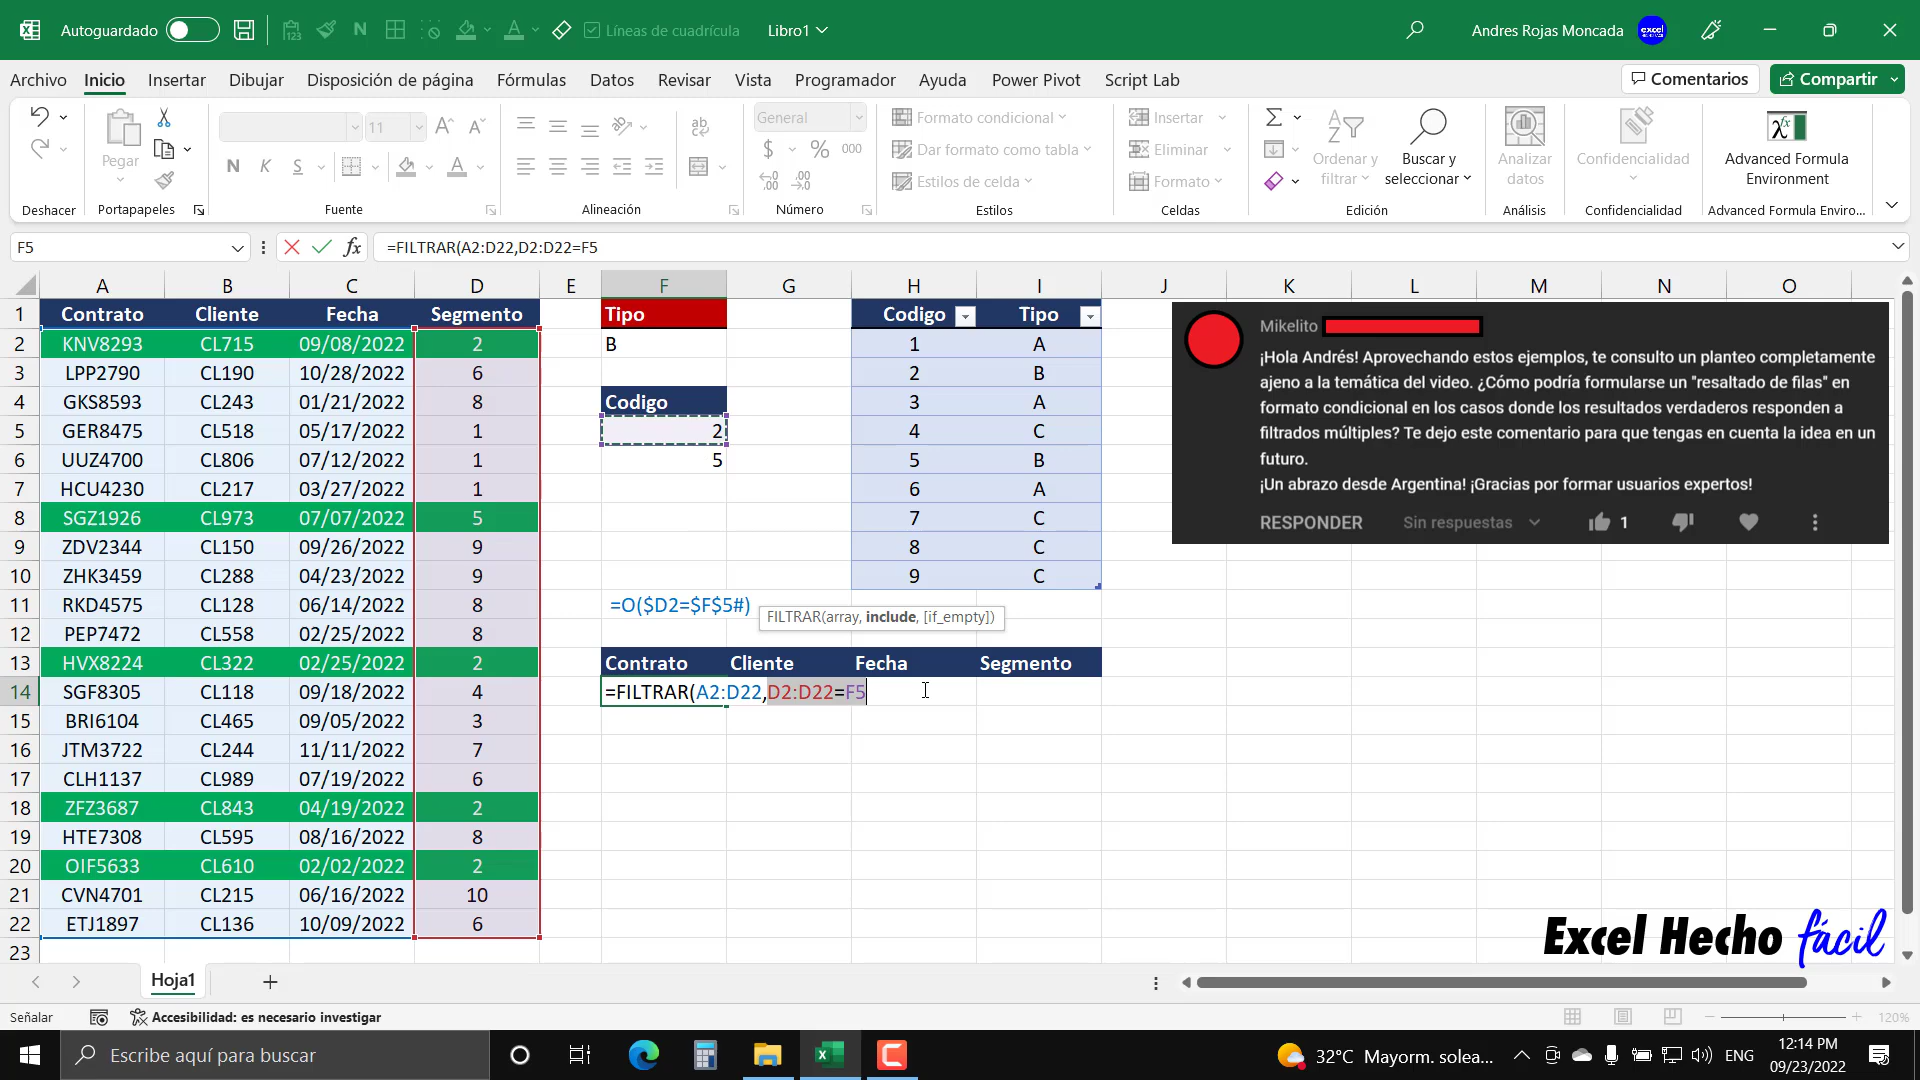 Autoguardado
Líneas de cuadrícula
Libro1
Andres Rojas Moncada
Archivo Inicio Insertar Dibujar Disposición de página Fórmulas Datos Revisar Vista Programador Ayuda Power Pivot Script Lab
Comentarios Compartir
Deshacer
Pegar
Portapapeles
11
N K S
Fuente
Alineación
General
$ % 000
Número
Formato condicional
Dar formato como tabla
Estilos de celda
Estilos
Insertar
Eliminar
Formato
Celdas
Ordenar y filtrar
Buscar y seleccionar
Edición
Analizar datos
Análisis
Confidencialidad
Confidencialidad
Advanced Formula Environment
Advanced Formula Enviro...
F5
fx
=FILTRAR(A2:D22,D2:D22=F5
A B C D E F G H I J K L M N O
1 Contrato Cliente Fecha Segmento Tipo Codigo Tipo
2 KNV8293 CL715 09/08/2022 2 B 1 A
3 LPP2790 CL190 10/28/2022 6 2 B
4 GKS8593 CL243 01/21/2022 8 Codigo 3 A
5 GER8475 CL518 05/17/2022 1 2 4 C
6 UUZ4700 CL806 07/12/2022 1 5 5 B
7 HCU4230 CL217 03/27/2022 1 6 A
8 SGZ1926 CL973 07/07/2022 5 7 C
9 ZDV2344 CL150 09/26/2022 9 8 C
10 ZHK3459 CL288 04/23/2022 9 9 C
11 RKD4575 CL128 06/14/2022 8 =O($D2=$F$5#)
FILTRAR(array, include, [if_empty])
12 PEP7472 CL558 02/25/2022 8
13 HVX8224 CL322 02/25/2022 2 Contrato Cliente Fecha Segmento
14 SGF8305 CL118 09/18/2022 4 =FILTRAR(A2:D22,D2:D22=F5
15 BRI6104 CL465 09/05/2022 3
16 JTM3722 CL244 11/11/2022 7
17 CLH1137 CL989 07/19/2022 6
18 ZFZ3687 CL843 04/19/2022 2
19 HTE7308 CL595 08/16/2022 8
20 OIF5633 CL610 02/02/2022 2
21 CVN4701 CL215 06/16/2022 10
22 ETJ1897 CL136 10/09/2022 6
23
Mikelito
¡Hola Andrés! Aprovechando estos ejemplos, te consulto un planteo completamente
ajeno a la temática del video. ¿Cómo podría formularse un "resaltado de filas" en
formato condicional en los casos donde los resultados verdaderos responden a
filtrados múltiples? Te dejo este comentario para que tengas en cuenta la idea en un
futuro.
¡Un abrazo desde Argentina! ¡Gracias por formar usuarios expertos!
RESPONDER Sin respuestas 1
Excel Hecho fácil
Hoja1
Señalar
Accesibilidad: es necesario investigar
120%
Escribe aquí para buscar
32°C Mayorm. solea...
ENG
12:14 PM
09/23/2022